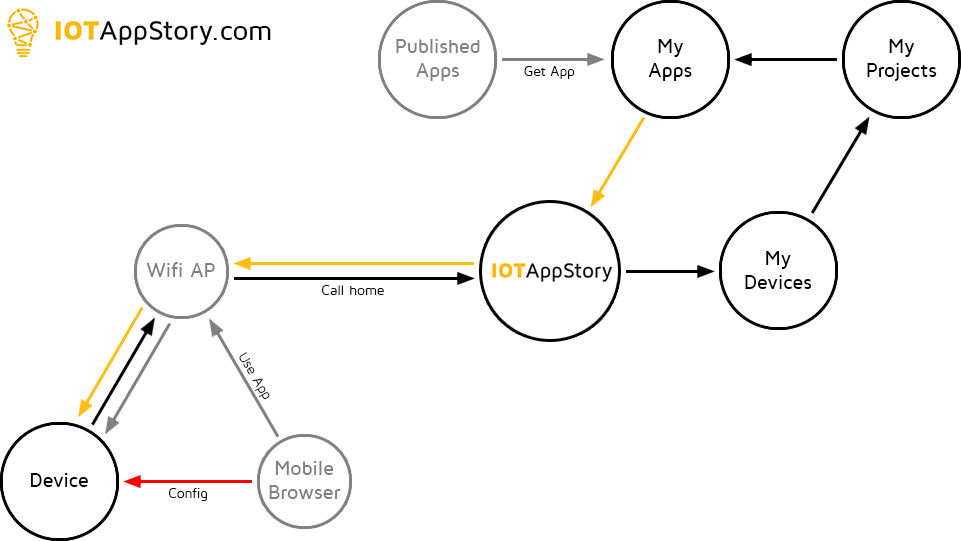 IOTAppStory.com
Published
Apps
Get App
My
Apps
My
Projects
Wifi AP
Call home
IOTAppStory
My
Devices
Use App
Device
Config
Mobile
Browser